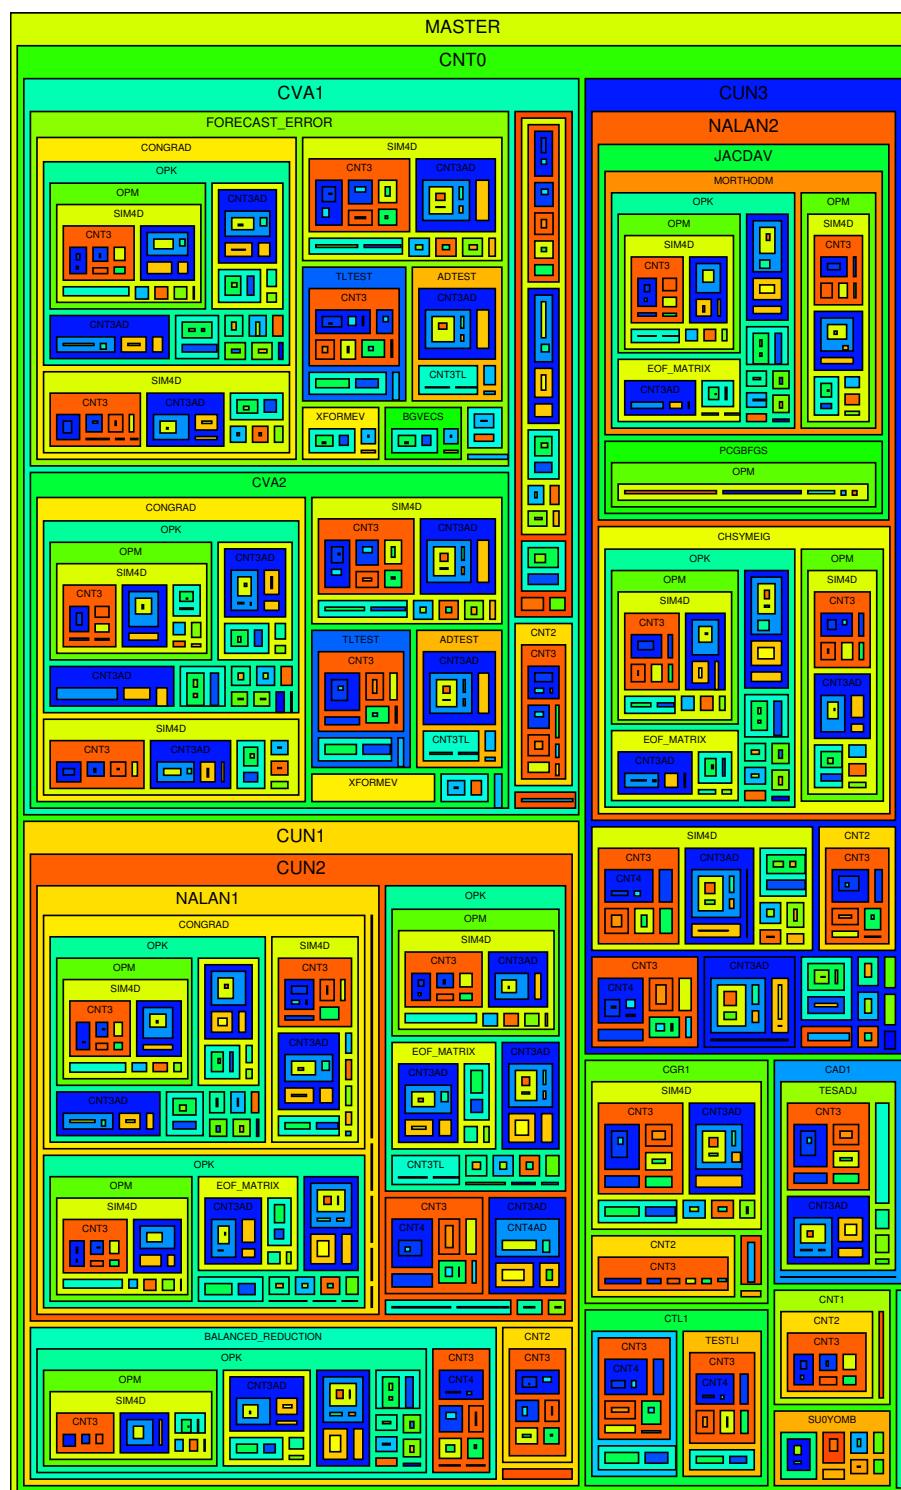 MASTER
CNT0
CVA1
FORECAST_ERROR
CONGRAD
OPK
OPM
SIM4D
CNT3
CNT3AD
CNT3AD
SIM4D
CNT3
CNT3AD
SIM4D
CNT3
CNT3AD
TLTEST
CNT3
ADTEST
CNT3AD
CNT3TL
XFORMEV
BGVECS
CVA2
CONGRAD
OPK
OPM
SIM4D
CNT3
CNT3AD
CNT3AD
SIM4D
CNT3
CNT3AD
SIM4D
CNT3
CNT3AD
TLTEST
CNT3
ADTEST
CNT3AD
CNT3TL
XFORMEV
CNT2
CNT3
CUN1
CUN2
NALAN1
CONGRAD
OPK
OPM
SIM4D
CNT3
CNT3AD
SIM4D
CNT3
CNT3AD
OPK
OPM
SIM4D
CNT3
EOF_MATRIX
CNT3AD
OPK
OPM
SIM4D
CNT3
CNT3AD
EOF_MATRIX
CNT3AD
CNT3AD
CNT3TL
CNT3
CNT4
CNT3AD
CNT4AD
BALANCED_REDUCTION
OPK
OPM
SIM4D
CNT3
CNT3AD
CNT3
CNT4
CNT2
CNT3
CUN3
NALAN2
JACDAV
MORTHODM
OPK
OPM
SIM4D
CNT3
EOF_MATRIX
CNT3AD
OPM
SIM4D
CNT3
PCGBFGS
OPM
CHSYMEIG
OPK
OPM
SIM4D
CNT3
EOF_MATRIX
CNT3AD
OPM
SIM4D
CNT3
CNT3AD
SIM4D
CNT3
CNT4
CNT3AD
CNT2
CNT3
CNT3
CNT4
CNT3AD
CGR1
SIM4D
CNT3
CNT3AD
CNT2
CNT3
CAD1
TESADJ
CNT3
CNT3AD
CTL1
CNT3
CNT4
TESTLI
CNT3
CNT4
CNT1
CNT2
CNT3
SU0YOMB